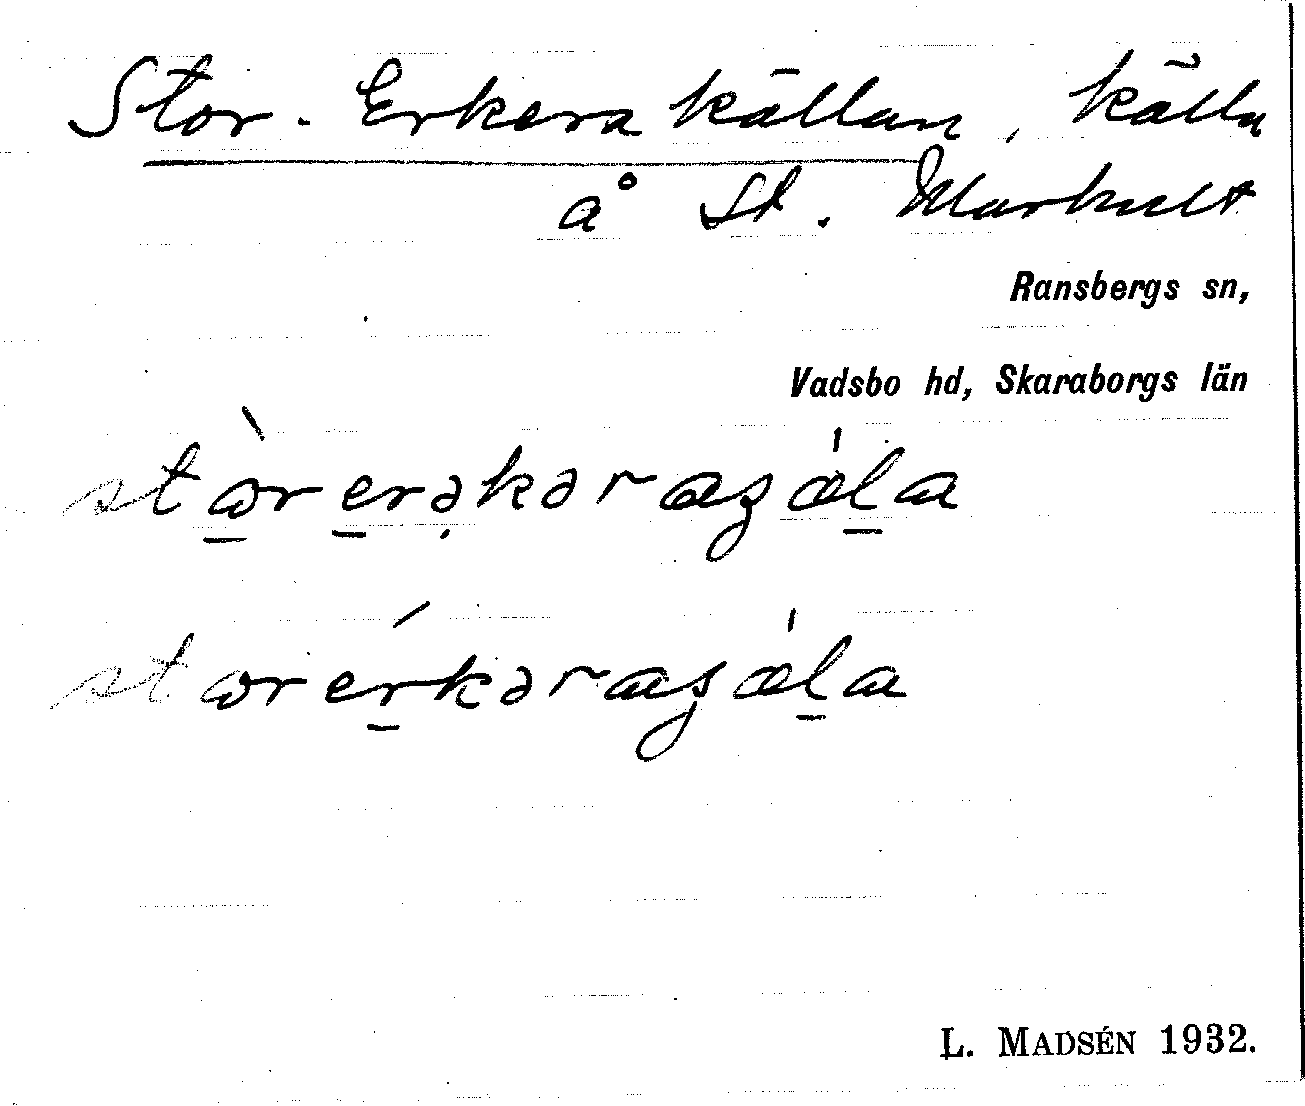 Stor-Erkerakällan, källa
å St. Markult
Ransbergs sn,
Vadsbo hd, Skaraborgs län
L. MADSÉN 1932.